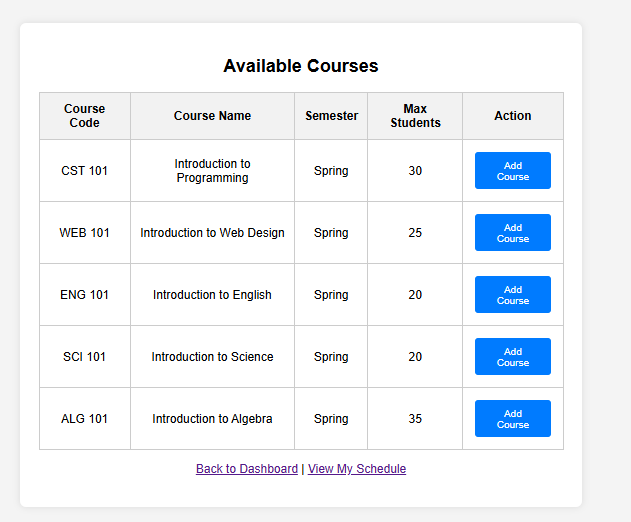 Available Courses
Course Code Course Name Semester Max Students Action
CST 101 Introduction to Programming Spring 30 Add Course
WEB 101 Introduction to Web Design Spring 25 Add Course
ENG 101 Introduction to English Spring 20 Add Course
SCI 101 Introduction to Science Spring 20 Add Course
ALG 101 Introduction to Algebra Spring 35 Add Course
Back to Dashboard | View My Schedule